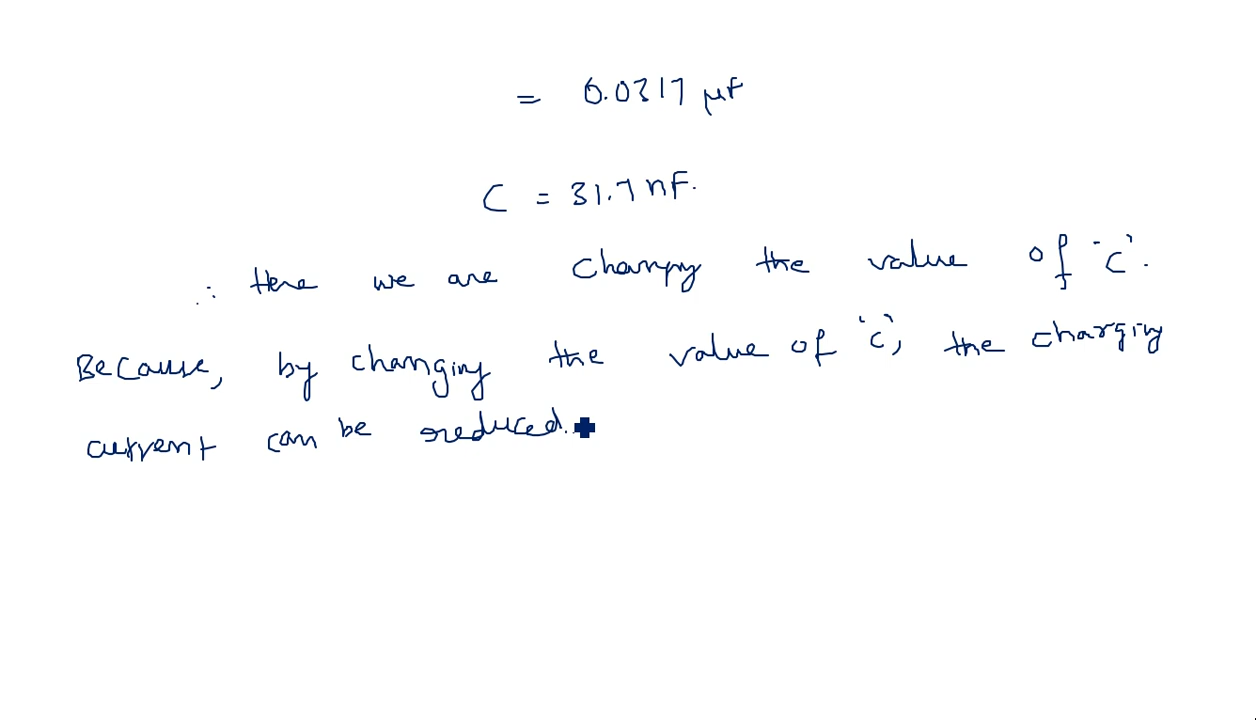 = 0.0317 μF
C = 31.7 nF.
∴ Here we are changing the value of 'C'.
Because, by changing the value of 'C', the charging
current can be reduced.